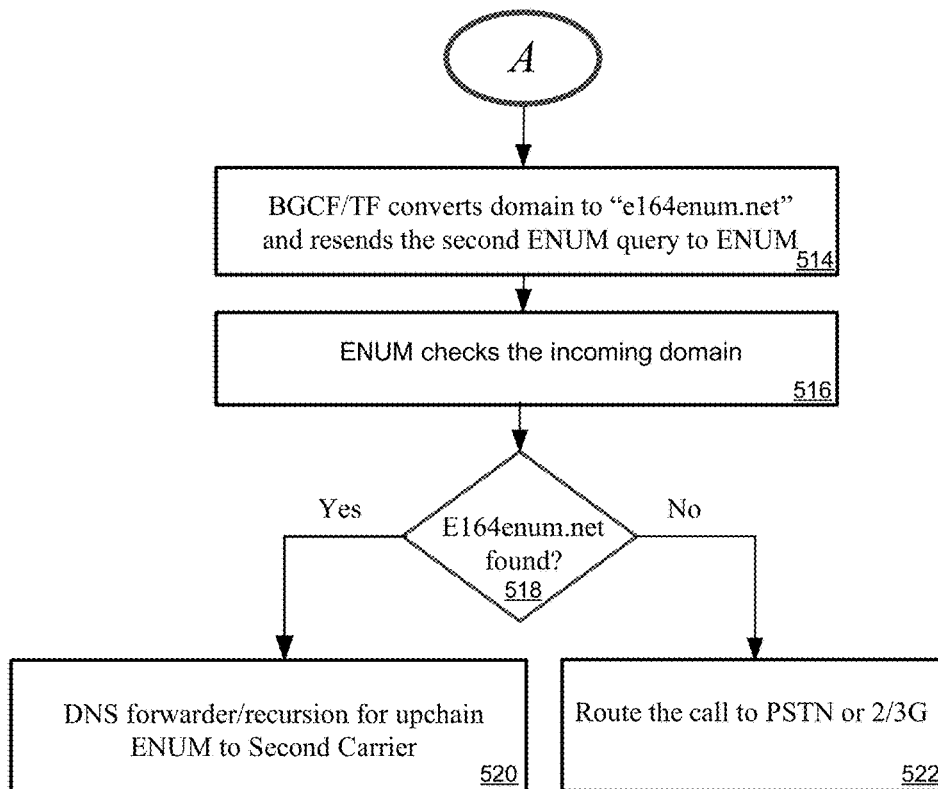 A
BGCF/TF converts domain to “e164enum.net”
and resends the second ENUM query to ENUM
514
ENUM checks the incoming domain
516
Yes
No
E164enum.net
found?
518
DNS forwarder/recursion for upchain
ENUM to Second Carrier
520
Route the call to PSTN or 2/3G
522